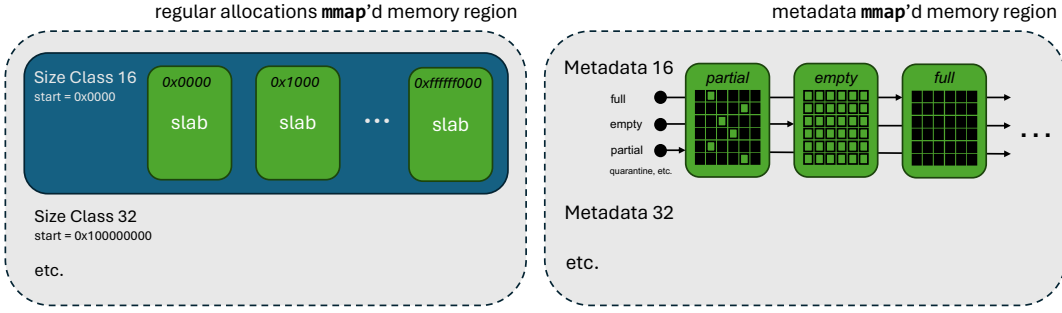 regular allocations mmap'd memory region
Size Class 16
start = 0x0000
0x0000
slab
0x1000
slab
...
0xffffff000
slab
Size Class 32
start = 0x100000000
etc.
metadata mmap'd memory region
Metadata 16
full
empty
partial
quarantine, etc.
partial
empty
full
...
Metadata 32
etc.